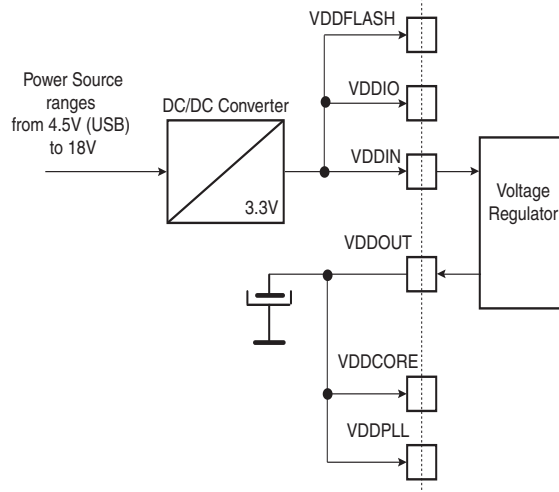 VDDFLASH
Power Source
ranges
from 4.5V (USB)
to 18V
DC/DC Converter
VDDIO
VDDIN
3.3V
Voltage
Regulator
VDDOUT
VDDCORE
VDDPLL